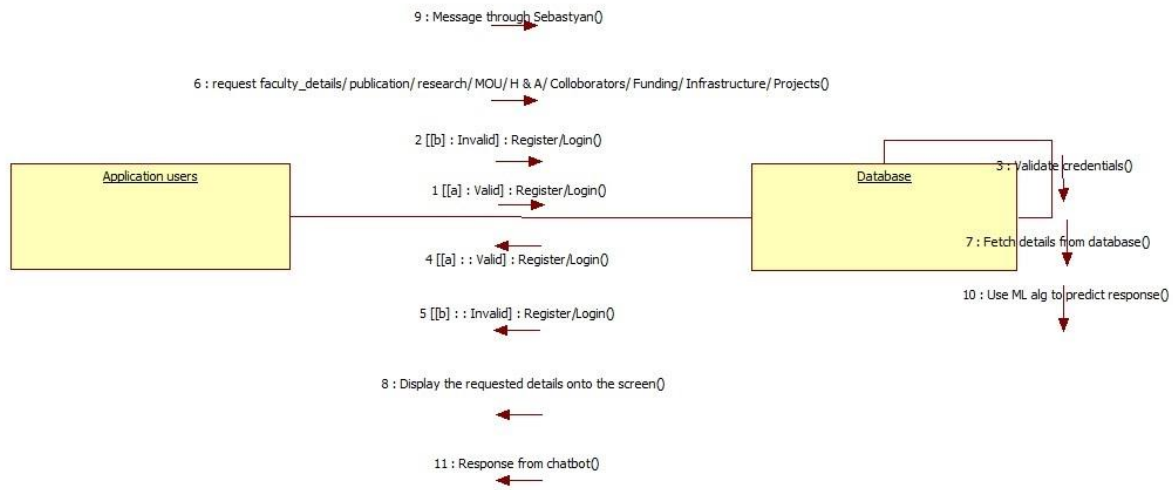 9 : Message through Sebastyan()
6 : request faculty_details/ publication/ research/ MOU/ H & A/ Colloborators/ Funding/ Infrastructure/ Projects()
2 [[b] : Invalid] : Register/Login()
Application users
1 [[a] : Valid] : Register/Login()
Database
3 : Validate credentials()
4 [[a] : : Valid] : Register/Login()
7 : Fetch details from database()
5 [[b] : : Invalid] : Register/Login()
10 : Use ML alg to predict response()
8 : Display the requested details onto the screen()
11 : Response from chatbot()